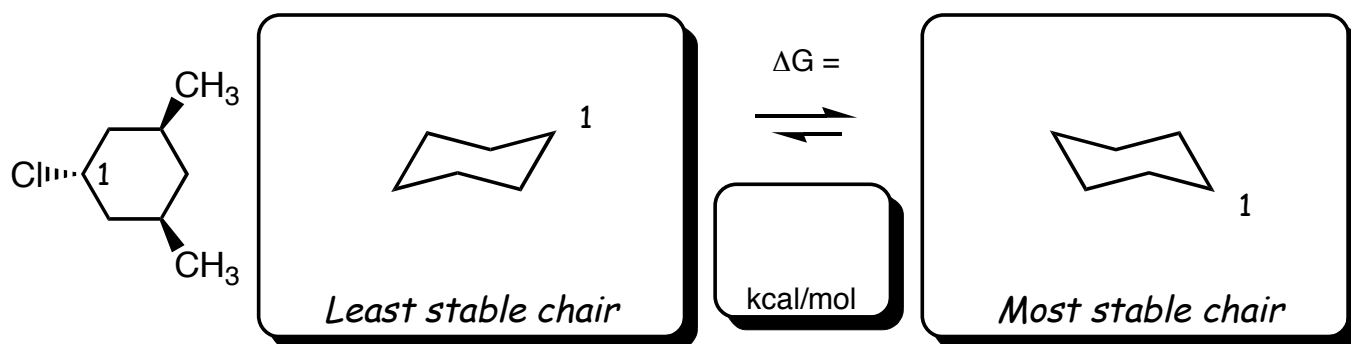 CH3
Cl 1
CH3
1
Least stable chair
ΔG =
kcal/mol
1
Most stable chair